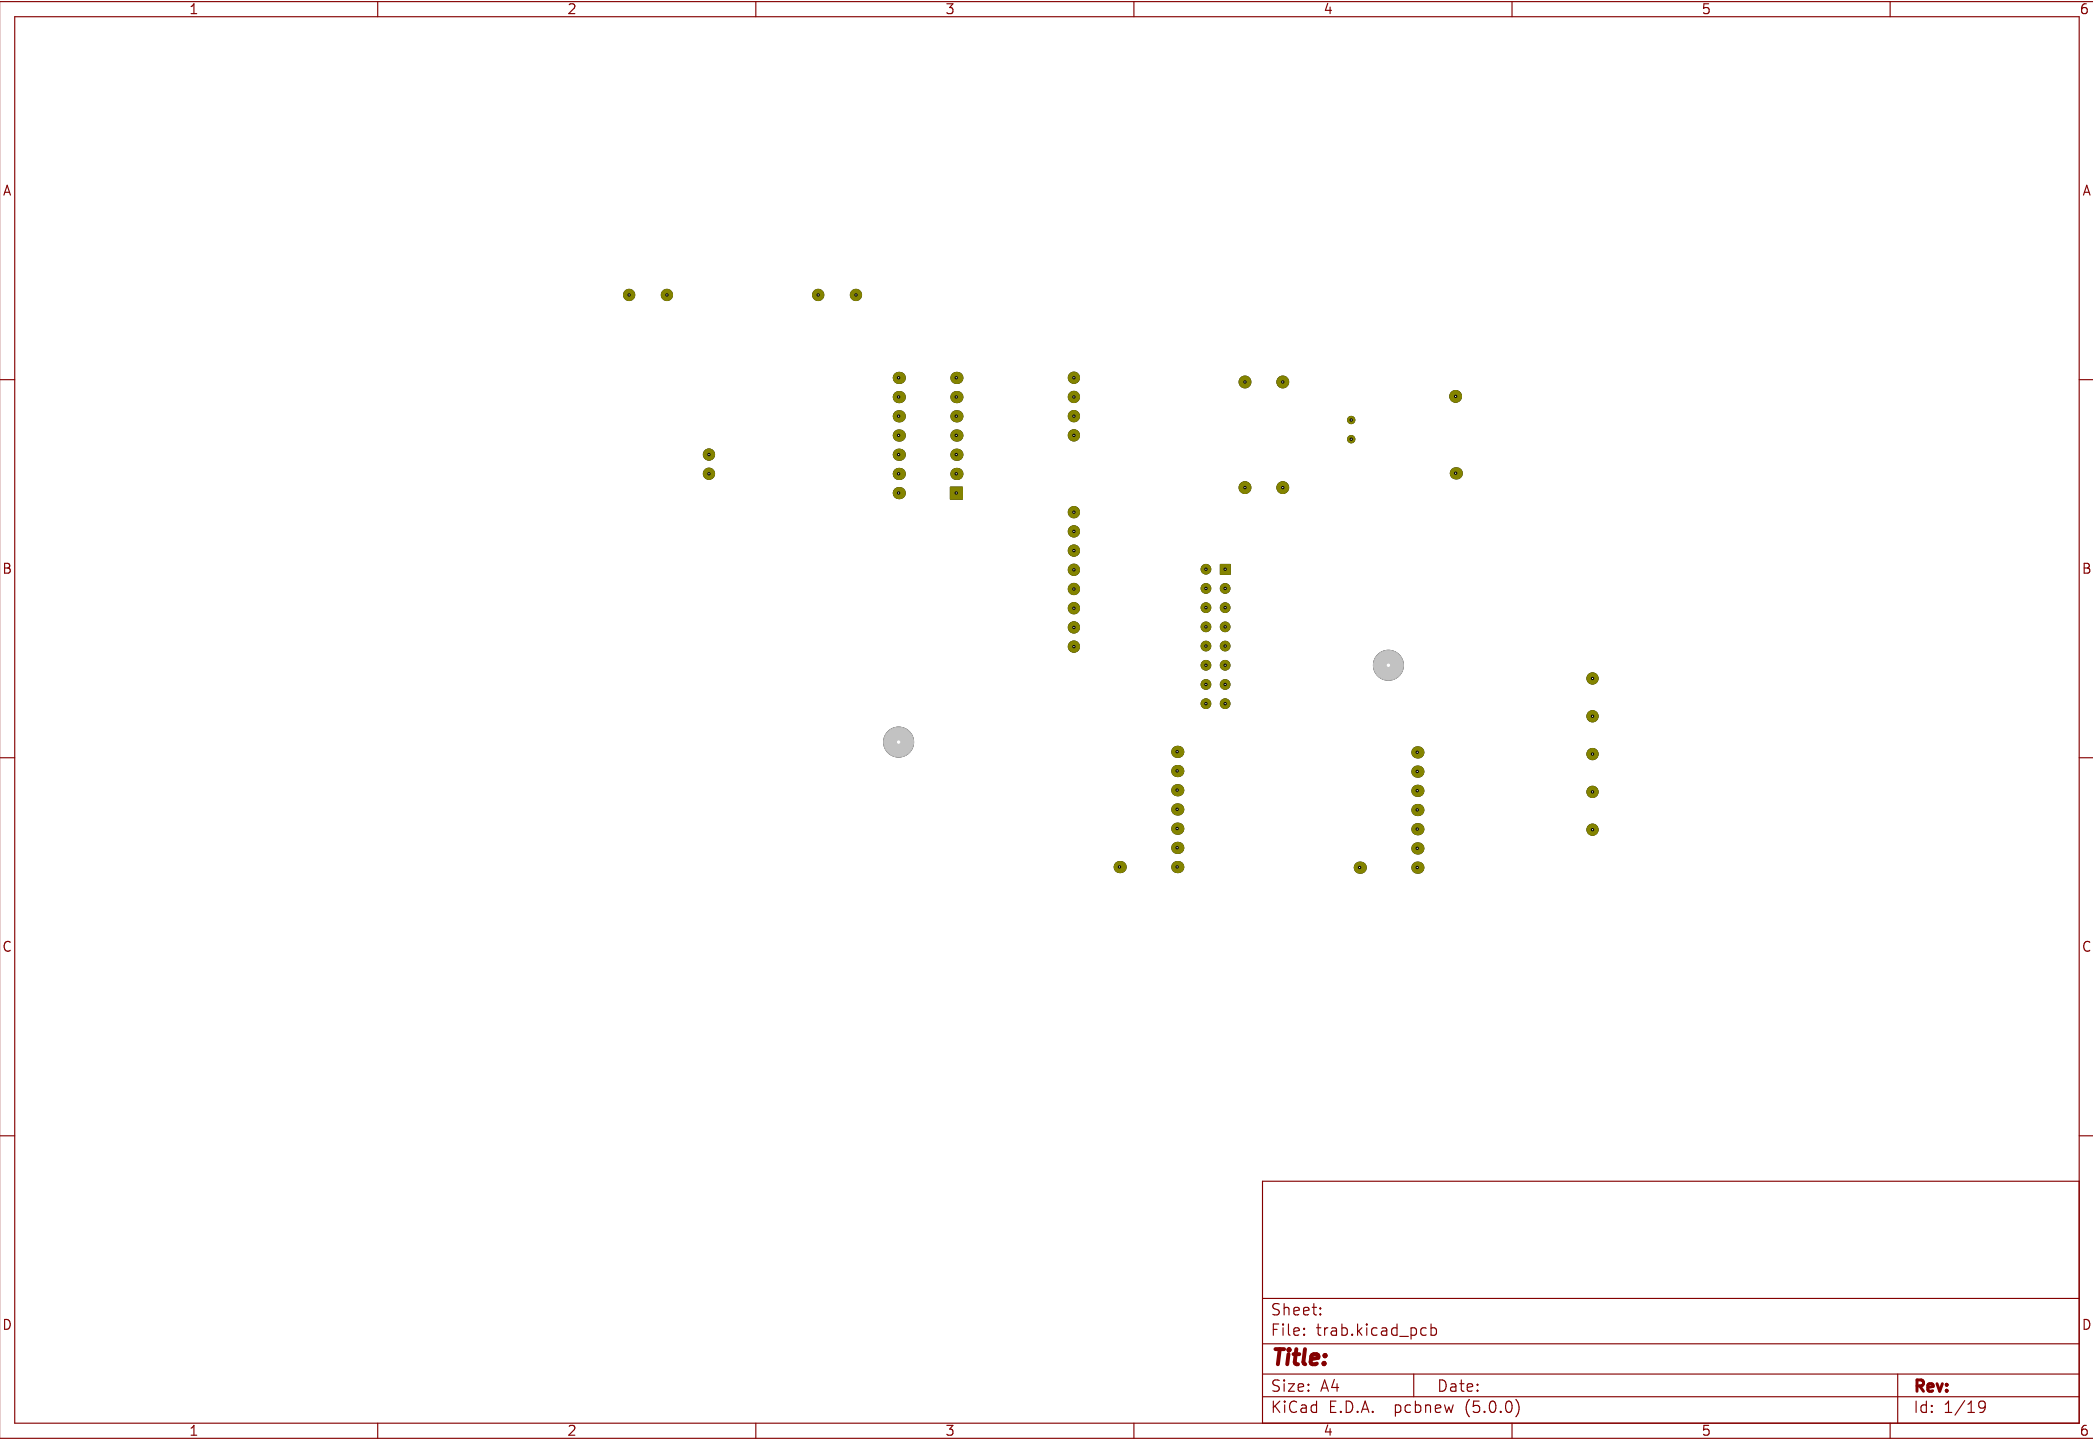 1 2 3 4 5 6
A A
B B
C C
Sheet:
File: trab.kicad_pcb
D D
Title:
Size: A4 Date: Rev:
KiCad E.D.A. pcbnew (5.0.0) Id: 1/19
1 2 3 4 5 6